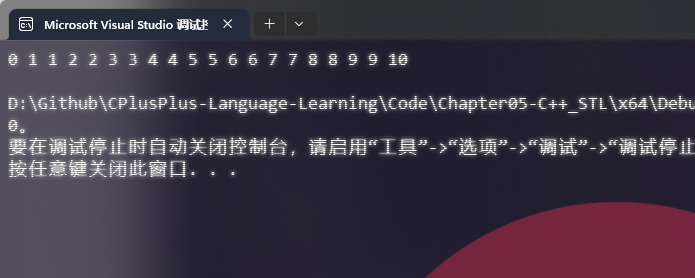 Microsoft Visual Studio 调试
0 1 1 2 2 3 3 4 4 5 5 6 6 7 7 8 8 9 9 10
D:\Github\CPlusPlus-Language-Learning\Code\Chapter05-C++_STL\x64\Debu
0。
要在调试停止时自动关闭控制台，请启用“工具”->“选项”->“调试”->“调试停止
按任意键关闭此窗口. . .